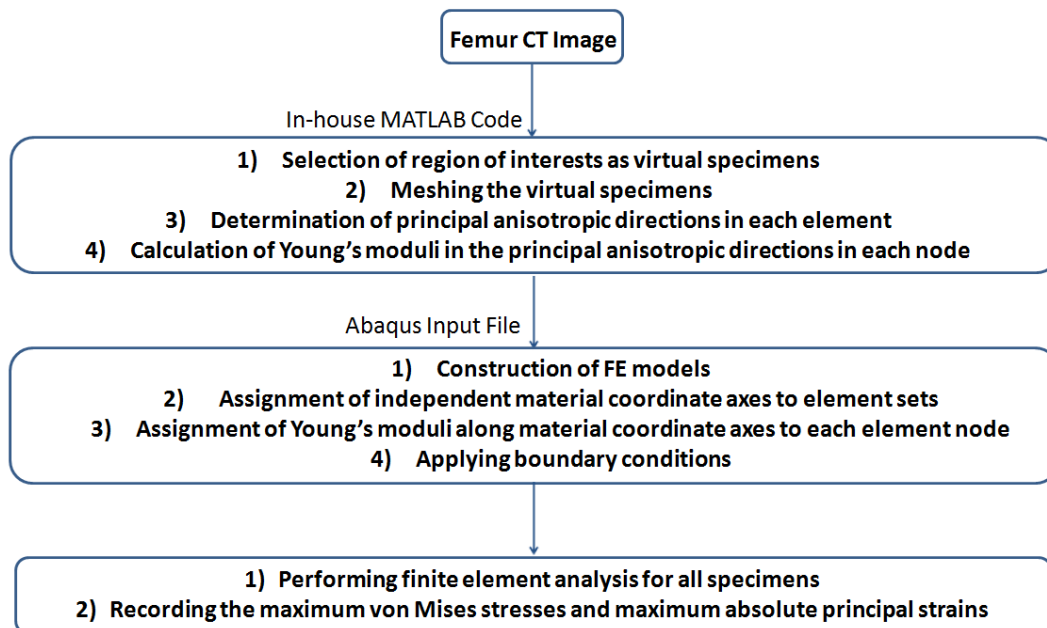 Femur CT Image
In-house MATLAB Code
1) Selection of region of interests as virtual specimens
2) Meshing the virtual specimens
3) Determination of principal anisotropic directions in each element
4) Calculation of Young's moduli in the principal anisotropic directions in each node
Abaqus Input File
1) Construction of FE models
2) Assignment of independent material coordinate axes to element sets
3) Assignment of Young's moduli along material coordinate axes to each element node
4) Applying boundary conditions
1) Performing finite element analysis for all specimens
2) Recording the maximum von Mises stresses and maximum absolute principal strains